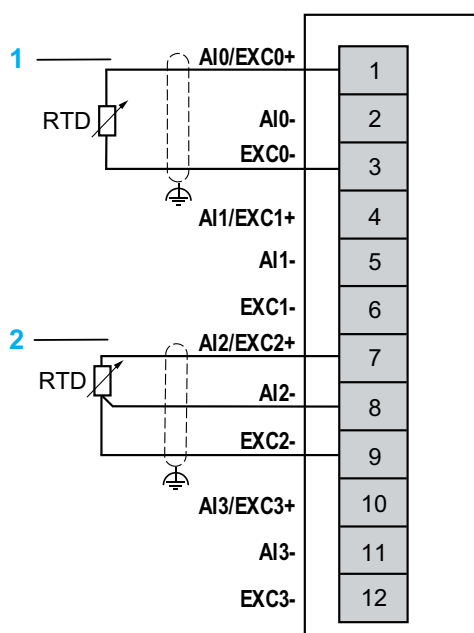 1
AI0/EXC0+
1
RTD
AI0-
2
EXC0-
3
AI1/EXC1+
4
AI1-
5
EXC1-
6
2
AI2/EXC2+
7
RTD
AI2-
8
EXC2-
9
AI3/EXC3+
10
AI3-
11
EXC3-
12